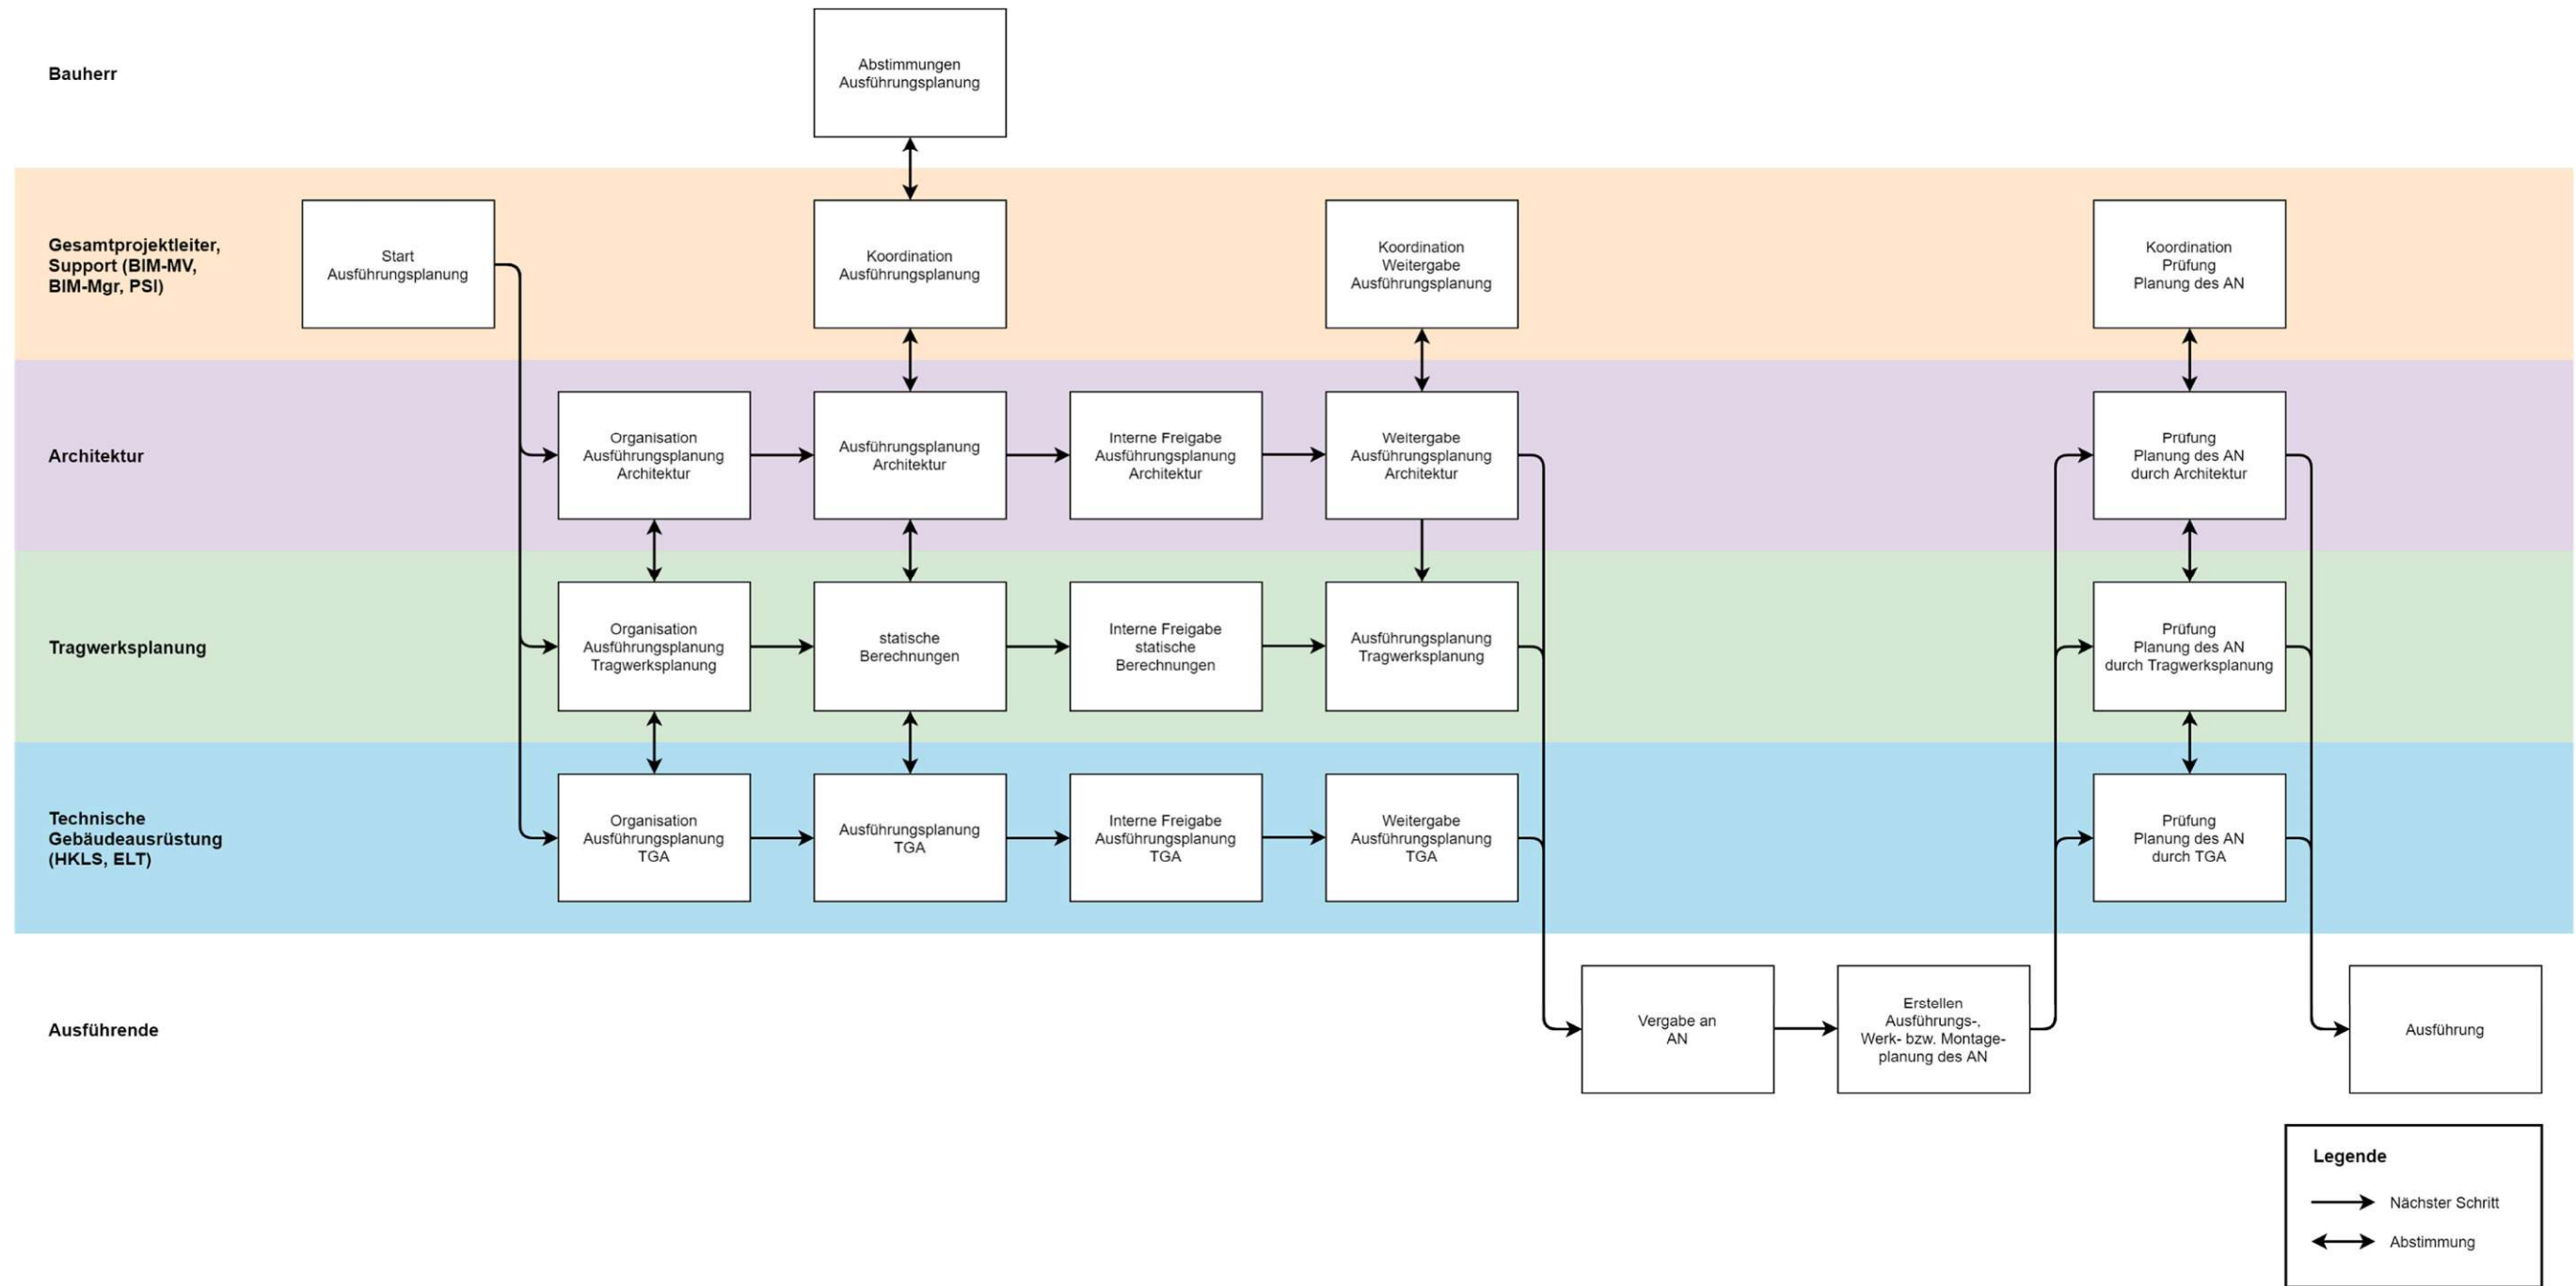 Bauherr
Abstimmungen
Ausführungsplanung
Gesamtprojektleiter,
Support (BIM-MV,
BIM-Mgr, PSI)
Start
Ausführungsplanung
Koordination
Ausführungsplanung
Koordination
Weitergabe
Ausführungsplanung
Koordination
Prüfung
Planung des AN
Architektur
Organisation
Ausführungsplanung
Architektur
Ausführungsplanung
Architektur
Interne Freigabe
Ausführungsplanung
Architektur
Weitergabe
Ausführungsplanung
Architektur
Prüfung
Planung des AN
durch Architektur
Tragwerksplanung
Organisation
Ausführungsplanung
Tragwerksplanung
statische
Berechnungen
Interne Freigabe
statische
Berechnungen
Ausführungsplanung
Tragwerksplanung
Prüfung
Planung des AN
durch Tragwerksplanung
Technische
Gebäudeausrüstung
(HKLS, ELT)
Organisation
Ausführungsplanung
TGA
Ausführungsplanung
TGA
Interne Freigabe
Ausführungsplanung
TGA
Weitergabe
Ausführungsplanung
TGA
Prüfung
Planung des AN
durch TGA
Ausführende
Vergabe an
AN
Erstellen
Ausführungs-,
Werk- bzw. Montage-
planung des AN
Ausführung
Legende
Nächster Schritt
Abstimmung